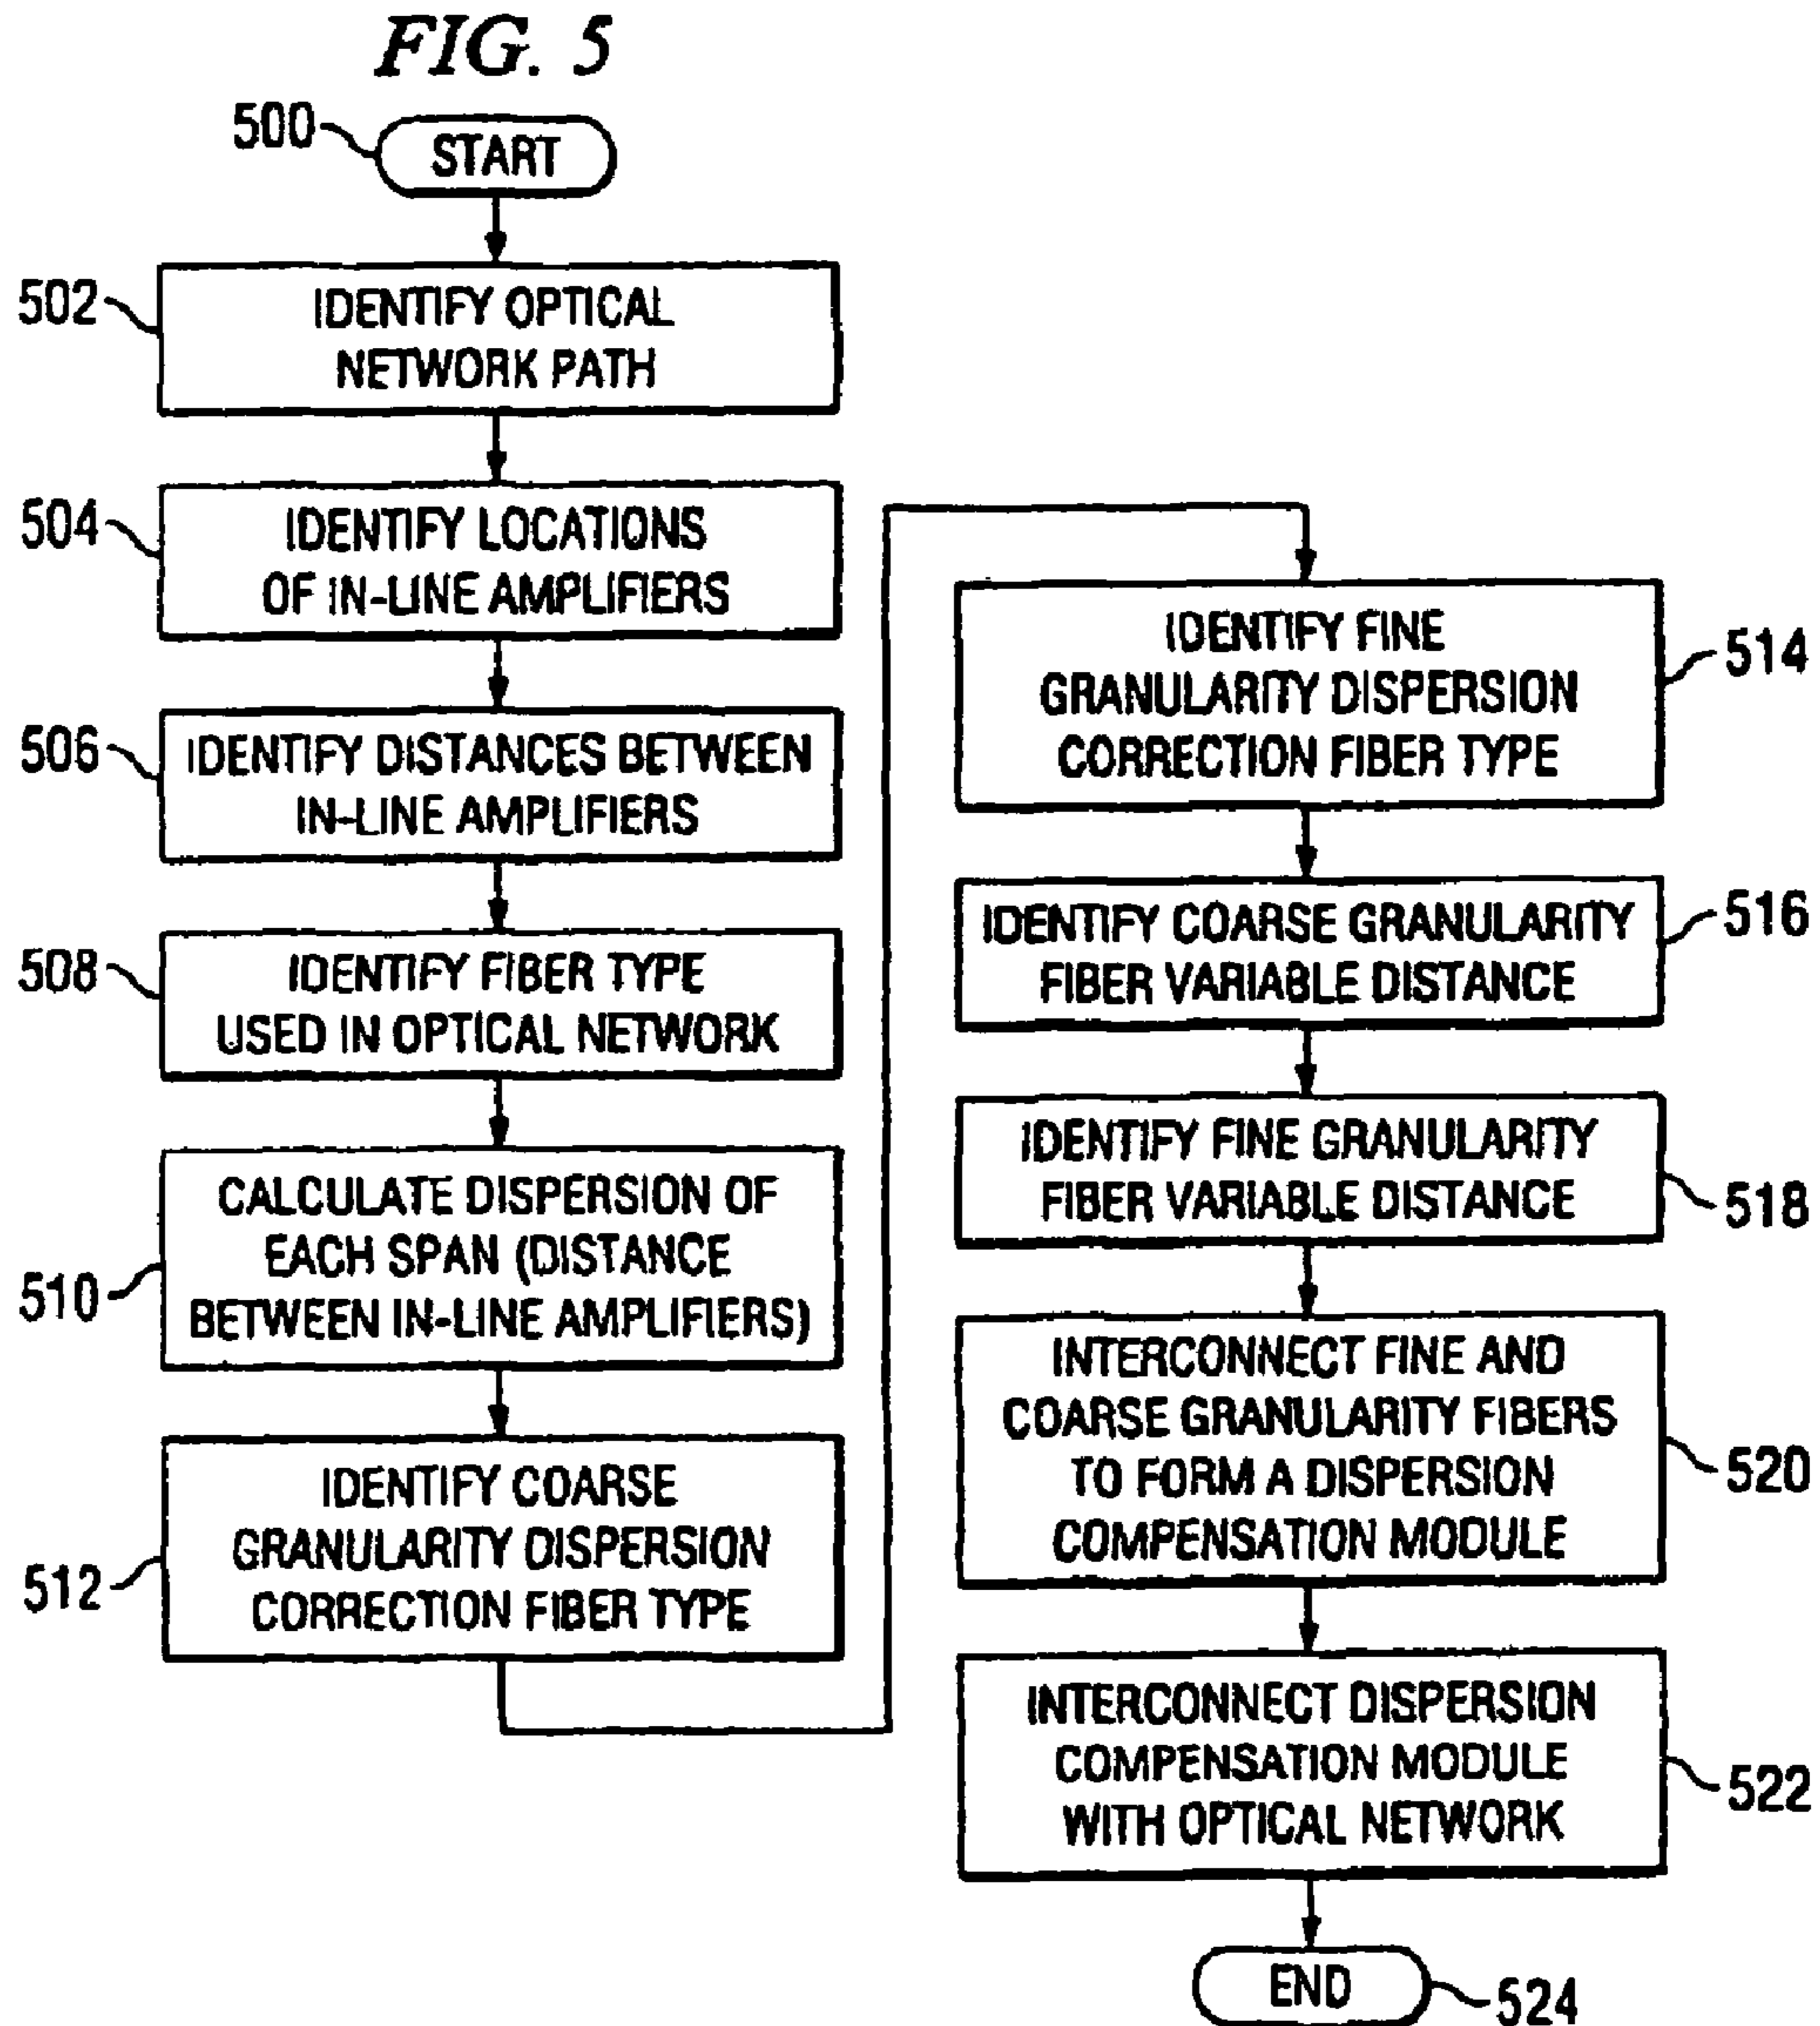 FIG. 5
500
START
502
IDENTIFY OPTICAL
NETWORK PATH
504
IDENTIFY LOCATIONS
OF IN-LINE AMPLIFIERS
506
IDENTIFY DISTANCES BETWEEN
IN-LINE AMPLIFIERS
508
IDENTIFY FIBER TYPE
USED IN OPTICAL NETWORK
510
CALCULATE DISPERSION OF
EACH SPAN (DISTANCE
BETWEEN IN-LINE AMPLIFIERS)
512
IDENTIFY COARSE
GRANULARITY DISPERSION
CORRECTION FIBER TYPE
IDENTIFY FINE
GRANULARITY DISPERSION
CORRECTION FIBER TYPE
514
IDENTIFY COARSE GRANULARITY
FIBER VARIABLE DISTANCE
516
IDENTIFY FINE GRANULARITY
FIBER VARIABLE DISTANCE
518
INTERCONNECT FINE AND
COARSE GRANULARITY FIBERS
TO FORM A DISPERSION
COMPENSATION MODULE
520
INTERCONNECT DISPERSION
COMPENSATION MODULE
WITH OPTICAL NETWORK
522
END
524